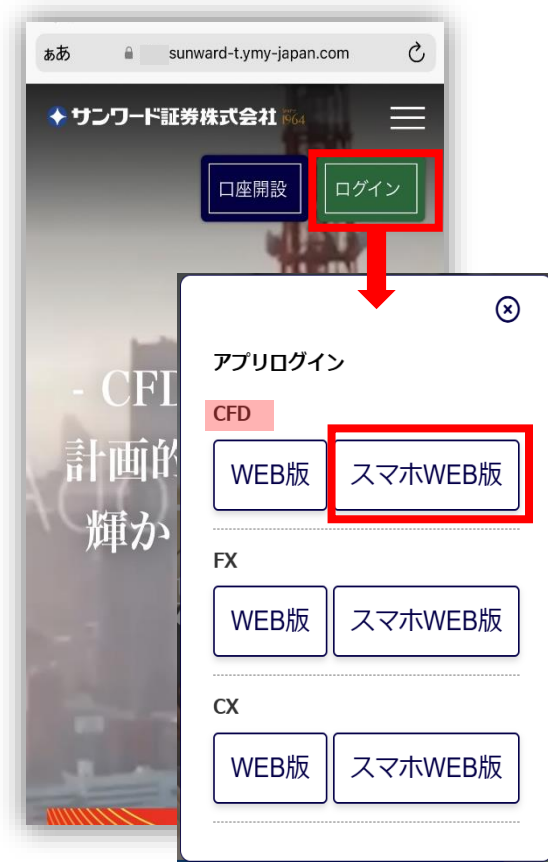 ぁあ sunward-t.ymy-japan.com
サンワード証券株式会社 SINCE 1964
口座開設 ログイン
- CFD
計画的
輝か
アプリログイン
CFD
WEB版 スマホWEB版
FX
WEB版 スマホWEB版
CX
WEB版 スマホWEB版